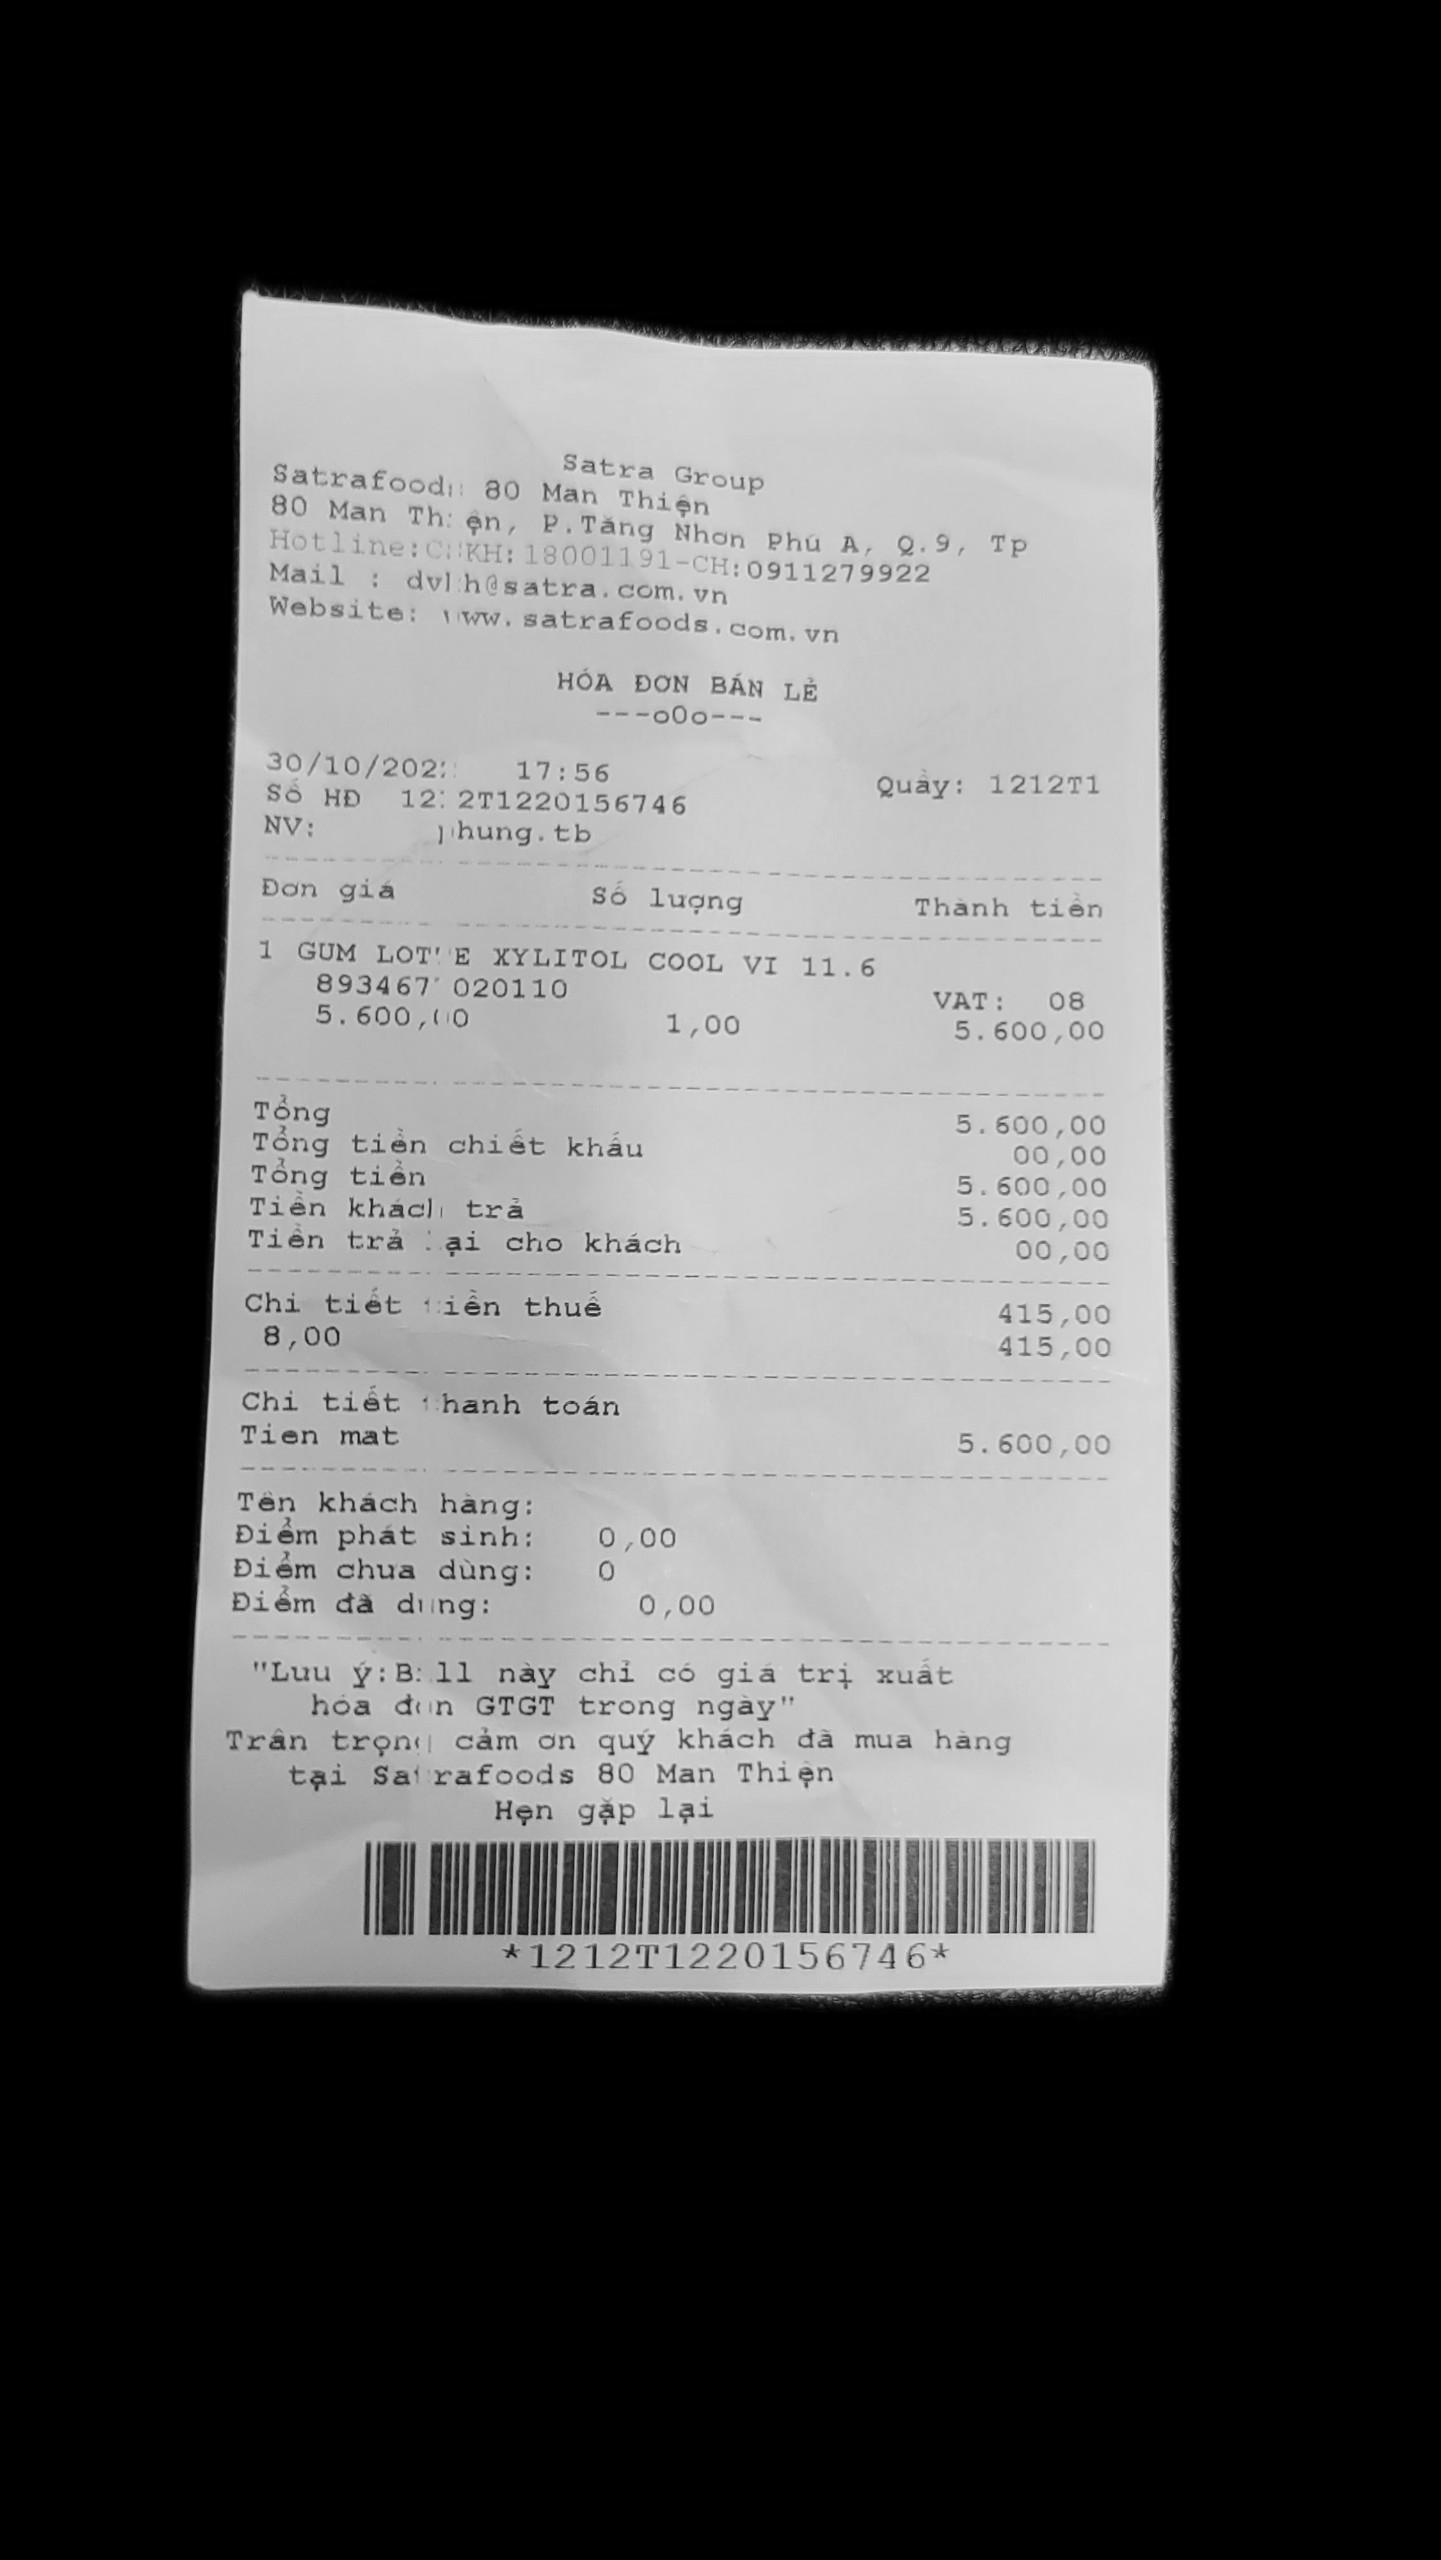 Satra Group
Satrafoods 80 Man Thiện
80 Man Thiện, P.Tăng Nhơn Phú A, Q.9, Tp
Hotline:CSKH:18001191-CH:0911279922
Mail : dvkh@satra.com.vn
Website: www.satrafoods.com.vn
HÓA ĐƠN BÁN LẺ
---oOo---
30/10/2022 17:56 Quầy: 1212T1
Số HĐ 1212T1220156746
NV: phung.tb
Đơn giá Số lượng Thành tiền
1 GUM LOTTE XYLITOL COOL VI 11.6
893467 020110 VAT: 08
5.600,00 1,00 5.600,00
Tổng 5.600,00
Tổng tiền chiết khấu 00,00
Tổng tiền 5.600,00
Tiền khách trả 5.600,00
Tiền trả lại cho khách 00,00
Chi tiết tiền thuế 415,00
8,00 415,00
Chi tiết thanh toán
Tien mat 5.600,00
Tên khách hàng:
Điểm phát sinh: 0,00
Điểm chưa dùng: 0
Điểm đã dùng: 0,00
"Lưu ý:Bill này chỉ có giá trị xuất
hóa đơn GTGT trong ngày"
Trân trọng cảm ơn quý khách đã mua hàng
tại Satrafoods 80 Man Thiện
Hẹn gặp lại
*1212T1220156746*